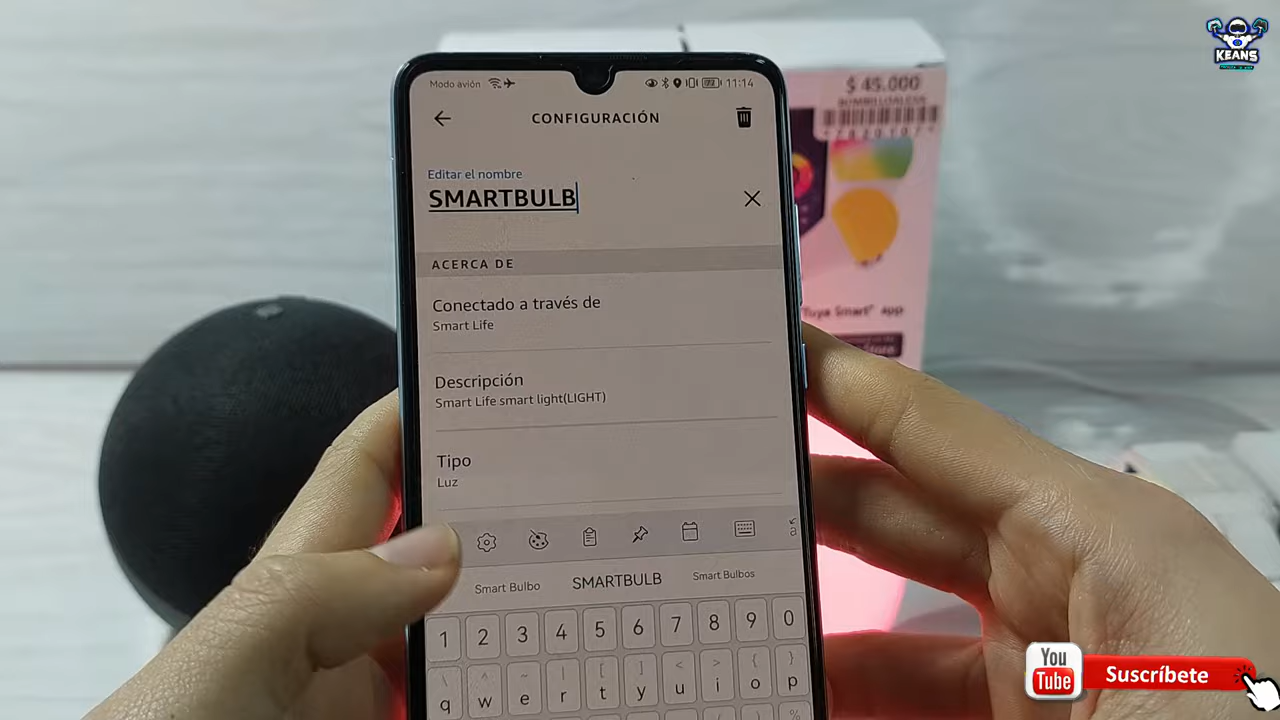 KEANS
$ 45.000
Modo avión
11:14
CONFIGURACIÓN
Editar el nombre
SMARTBULB
ACERCA DE
Conectado a través de
Smart Life
Descripción
Smart Life smart light(LIGHT)
Tipo
Luz
"Tuya Smart" app
Smart Bulbo SMARTBULB Smart Bulbos
1 2 3 4 5 6 7 8 9 0
q w e r t y u i o p
You
Tube
Suscríbete